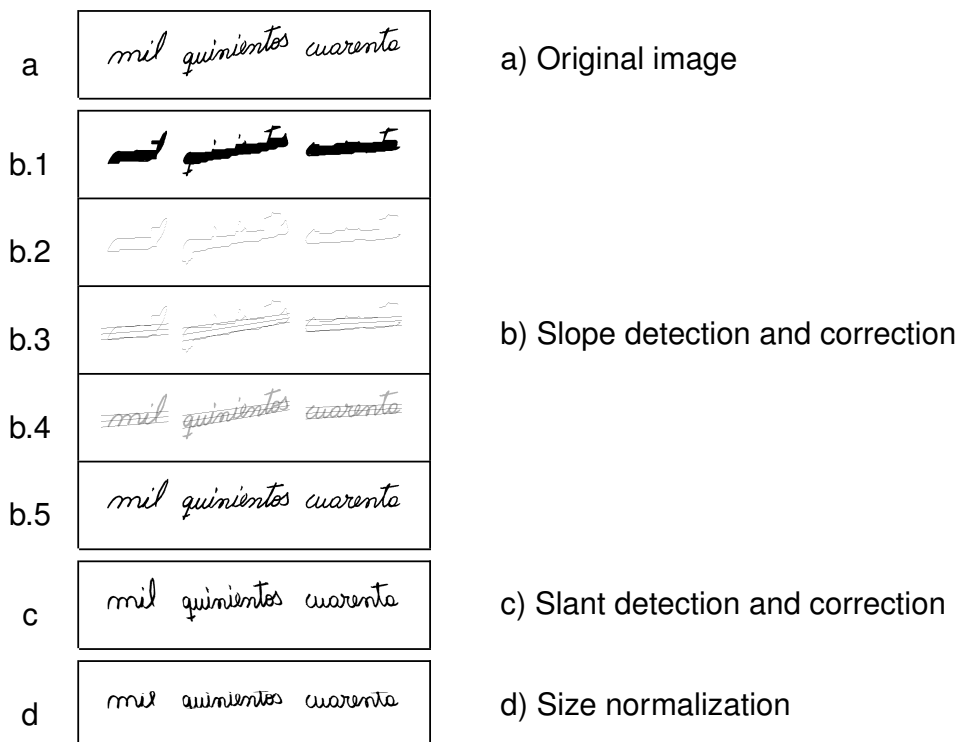 a mil quinientos cuarenta a) Original image
b.1
b.2
b.3 b) Slope detection and correction
b.4 mil quinientos cuarenta
b.5 mil quinientos cuarenta
c mil quinientos cuarenta c) Slant detection and correction
d mil quinientos cuarenta d) Size normalization